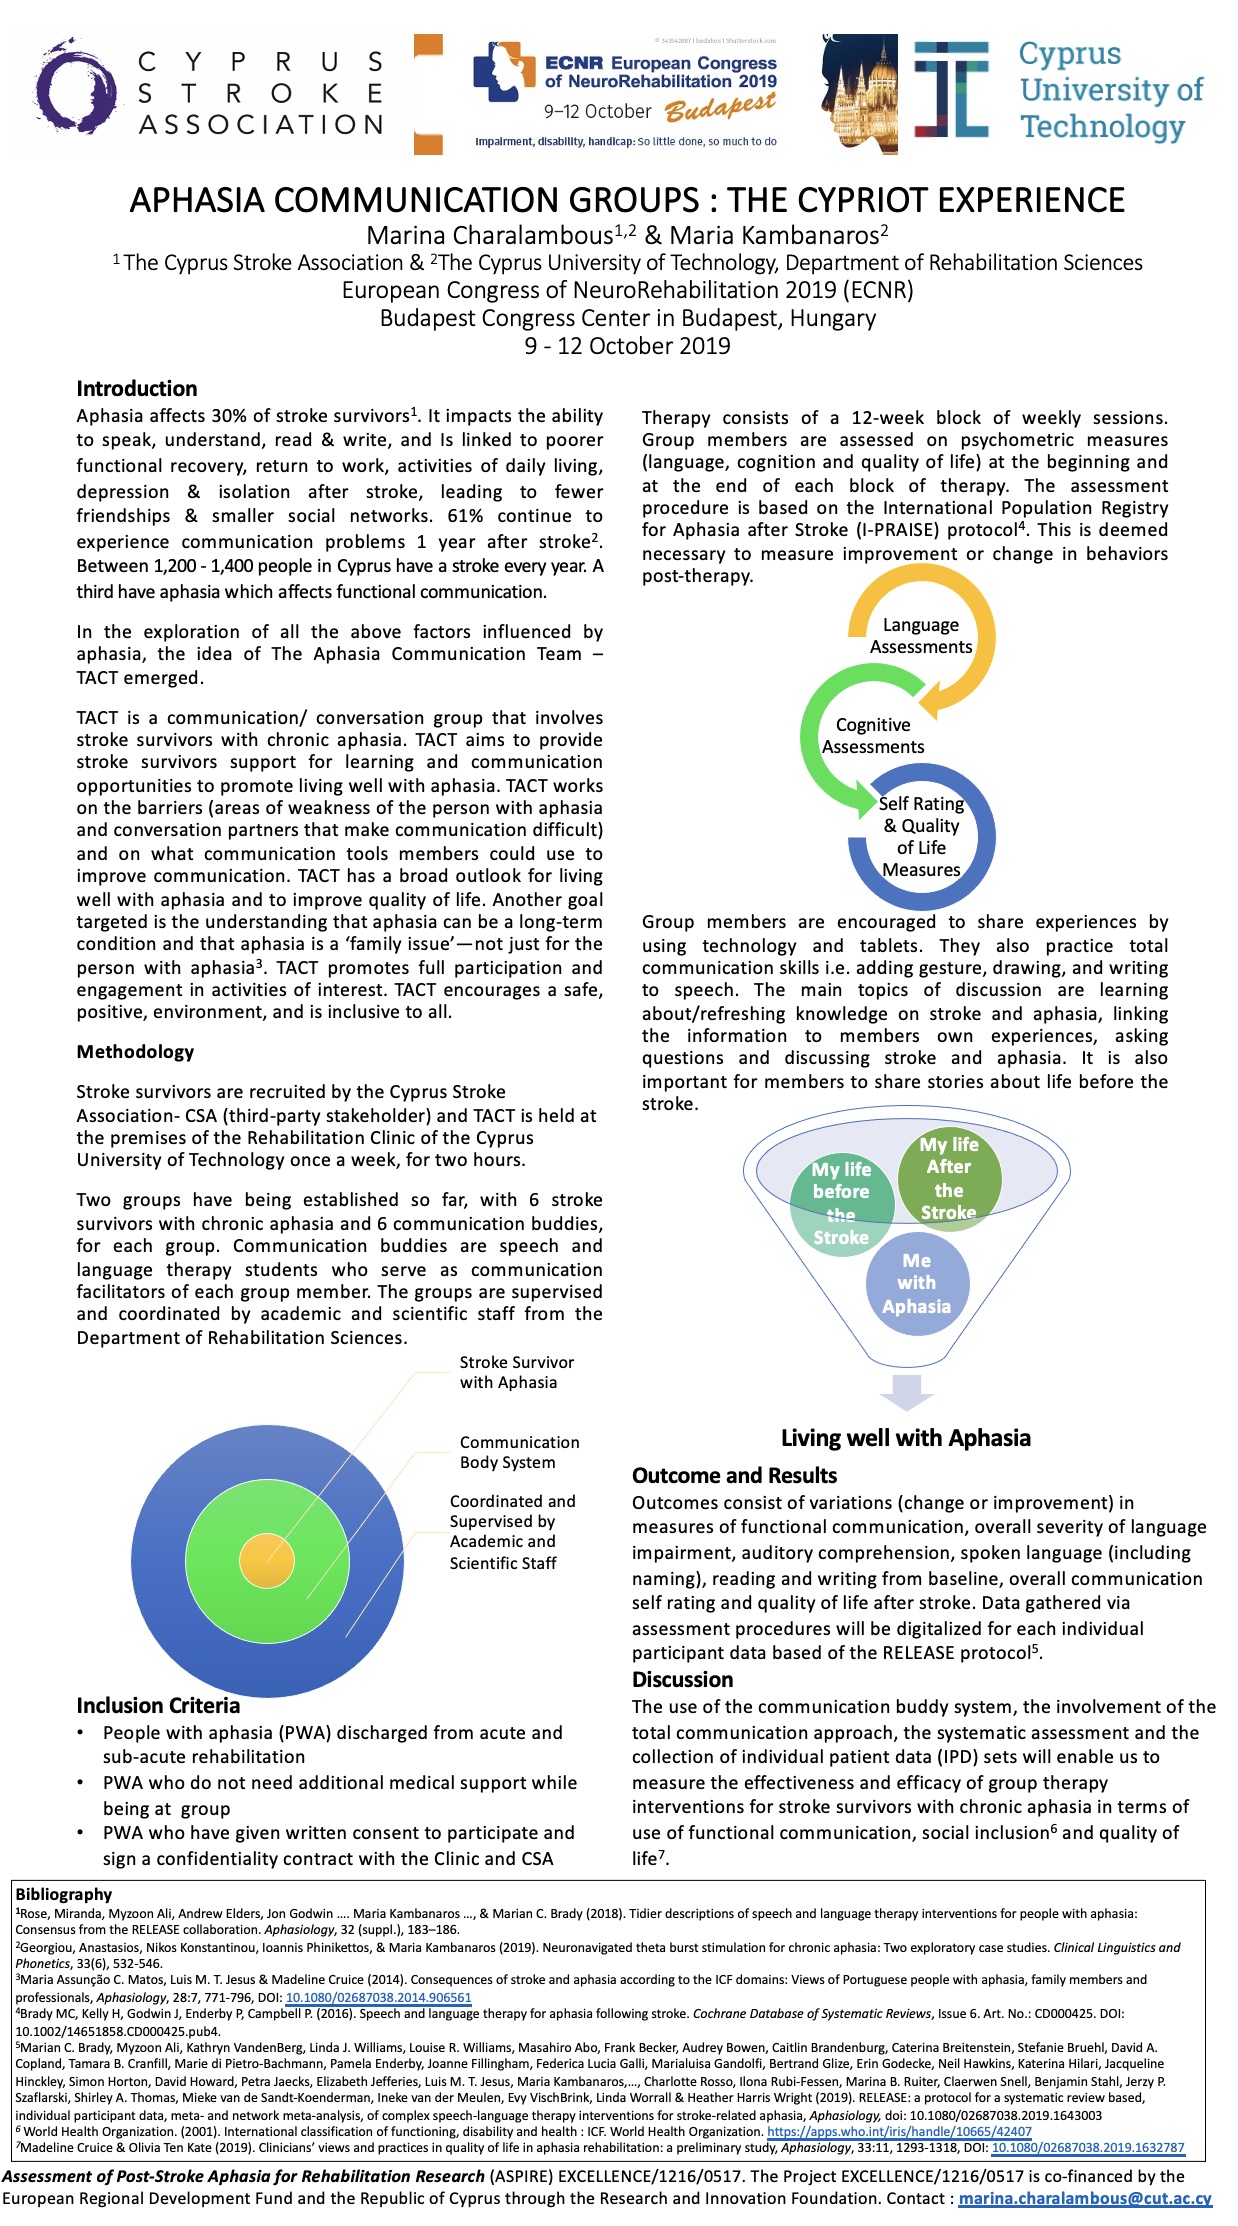 CYPRUS
STROKE
ASSOCIATION
© 343542887 | badahos | Shutterstock.com
ECNR European Congress
of NeuroRehabilitation 2019
9–12 October Budapest
Impairment, disability, handicap: So little done, so much to do
Cyprus
University of
Technology
APHASIA COMMUNICATION GROUPS : THE CYPRIOT EXPERIENCE
Marina Charalambous1,2 & Maria Kambanaros2
1 The Cyprus Stroke Association & 2The Cyprus University of Technology, Department of Rehabilitation Sciences
European Congress of NeuroRehabilitation 2019 (ECNR)
Budapest Congress Center in Budapest, Hungary
9 - 12 October 2019
Introduction
Aphasia affects 30% of stroke survivors1. It impacts the ability
to speak, understand, read & write, and Is linked to poorer
functional recovery, return to work, activities of daily living,
depression & isolation after stroke, leading to fewer
friendships & smaller social networks. 61% continue to
experience communication problems 1 year after stroke2.
Between 1,200 - 1,400 people in Cyprus have a stroke every year. A
third have aphasia which affects functional communication.
In the exploration of all the above factors influenced by
aphasia, the idea of The Aphasia Communication Team –
TACT emerged.
TACT is a communication/ conversation group that involves
stroke survivors with chronic aphasia. TACT aims to provide
stroke survivors support for learning and communication
opportunities to promote living well with aphasia. TACT works
on the barriers (areas of weakness of the person with aphasia
and conversation partners that make communication difficult)
and on what communication tools members could use to
improve communication. TACT has a broad outlook for living
well with aphasia and to improve quality of life. Another goal
targeted is the understanding that aphasia can be a long-term
condition and that aphasia is a ‘family issue’—not just for the
person with aphasia3. TACT promotes full participation and
engagement in activities of interest. TACT encourages a safe,
positive, environment, and is inclusive to all.
Methodology
Stroke survivors are recruited by the Cyprus Stroke
Association- CSA (third-party stakeholder) and TACT is held at
the premises of the Rehabilitation Clinic of the Cyprus
University of Technology once a week, for two hours.
Two groups have being established so far, with 6 stroke
survivors with chronic aphasia and 6 communication buddies,
for each group. Communication buddies are speech and
language therapy students who serve as communication
facilitators of each group member. The groups are supervised
and coordinated by academic and scientific staff from the
Department of Rehabilitation Sciences.
Stroke Survivor
with Aphasia
Communication
Body System
Coordinated and
Supervised by
Academic and
Scientific Staff
Inclusion Criteria
• People with aphasia (PWA) discharged from acute and
sub-acute rehabilitation
• PWA who do not need additional medical support while
being at group
• PWA who have given written consent to participate and
sign a confidentiality contract with the Clinic and CSA
Therapy consists of a 12-week block of weekly sessions.
Group members are assessed on psychometric measures
(language, cognition and quality of life) at the beginning and
at the end of each block of therapy. The assessment
procedure is based on the International Population Registry
for Aphasia after Stroke (I-PRAISE) protocol4. This is deemed
necessary to measure improvement or change in behaviors
post-therapy.
Language
Assessments
Cognitive
Assessments
Self Rating
& Quality
of Life
Measures
Group members are encouraged to share experiences by
using technology and tablets. They also practice total
communication skills i.e. adding gesture, drawing, and writing
to speech. The main topics of discussion are learning
about/refreshing knowledge on stroke and aphasia, linking
the information to members own experiences, asking
questions and discussing stroke and aphasia. It is also
important for members to share stories about life before the
stroke.
My life
before
the
Stroke
My life
After
the
Stroke
Me
with
Aphasia
Living well with Aphasia
Outcome and Results
Outcomes consist of variations (change or improvement) in
measures of functional communication, overall severity of language
impairment, auditory comprehension, spoken language (including
naming), reading and writing from baseline, overall communication
self rating and quality of life after stroke. Data gathered via
assessment procedures will be digitalized for each individual
participant data based of the RELEASE protocol5.
Discussion
The use of the communication buddy system, the involvement of the
total communication approach, the systematic assessment and the
collection of individual patient data (IPD) sets will enable us to
measure the effectiveness and efficacy of group therapy
interventions for stroke survivors with chronic aphasia in terms of
use of functional communication, social inclusion6 and quality of
life7.
Bibliography
1Rose, Miranda, Myzoon Ali, Andrew Elders, Jon Godwin .... Maria Kambanaros ..., & Marian C. Brady (2018). Tidier descriptions of speech and language therapy interventions for people with aphasia:
Consensus from the RELEASE collaboration. Aphasiology, 32 (suppl.), 183–186.
2Georgiou, Anastasios, Nikos Konstantinou, Ioannis Phinikettos, & Maria Kambanaros (2019). Neuronavigated theta burst stimulation for chronic aphasia: Two exploratory case studies. Clinical Linguistics and
Phonetics, 33(6), 532-546.
3Maria Assunção C. Matos, Luis M. T. Jesus & Madeline Cruice (2014). Consequences of stroke and aphasia according to the ICF domains: Views of Portuguese people with aphasia, family members and
professionals, Aphasiology, 28:7, 771-796, DOI: 10.1080/02687038.2014.906561
4Brady MC, Kelly H, Godwin J, Enderby P, Campbell P. (2016). Speech and language therapy for aphasia following stroke. Cochrane Database of Systematic Reviews, Issue 6. Art. No.: CD000425. DOI:
10.1002/14651858.CD000425.pub4.
5Marian C. Brady, Myzoon Ali, Kathryn VandenBerg, Linda J. Williams, Louise R. Williams, Masahiro Abo, Frank Becker, Audrey Bowen, Caitlin Brandenburg, Caterina Breitenstein, Stefanie Bruehl, David A.
Copland, Tamara B. Cranfill, Marie di Pietro-Bachmann, Pamela Enderby, Joanne Fillingham, Federica Lucia Galli, Marialuisa Gandolfi, Bertrand Glize, Erin Godecke, Neil Hawkins, Katerina Hilari, Jacqueline
Hinckley, Simon Horton, David Howard, Petra Jaecks, Elizabeth Jefferies, Luis M. T. Jesus, Maria Kambanaros,..., Charlotte Rosso, Ilona Rubi-Fessen, Marina B. Ruiter, Claerwen Snell, Benjamin Stahl, Jerzy P.
Szaflarski, Shirley A. Thomas, Mieke van de Sandt-Koenderman, Ineke van der Meulen, Evy VischBrink, Linda Worrall & Heather Harris Wright (2019). RELEASE: a protocol for a systematic review based,
individual participant data, meta- and network meta-analysis, of complex speech-language therapy interventions for stroke-related aphasia, Aphasiology, doi: 10.1080/02687038.2019.1643003
6 World Health Organization. (2001). International classification of functioning, disability and health : ICF. World Health Organization. https://apps.who.int/iris/handle/10665/42407
7Madeline Cruice & Olivia Ten Kate (2019). Clinicians’ views and practices in quality of life in aphasia rehabilitation: a preliminary study, Aphasiology, 33:11, 1293-1318, DOI: 10.1080/02687038.2019.1632787
Assessment of Post-Stroke Aphasia for Rehabilitation Research (ASPIRE) EXCELLENCE/1216/0517. The Project EXCELLENCE/1216/0517 is co-financed by the
European Regional Development Fund and the Republic of Cyprus through the Research and Innovation Foundation. Contact : marina.charalambous@cut.ac.cy